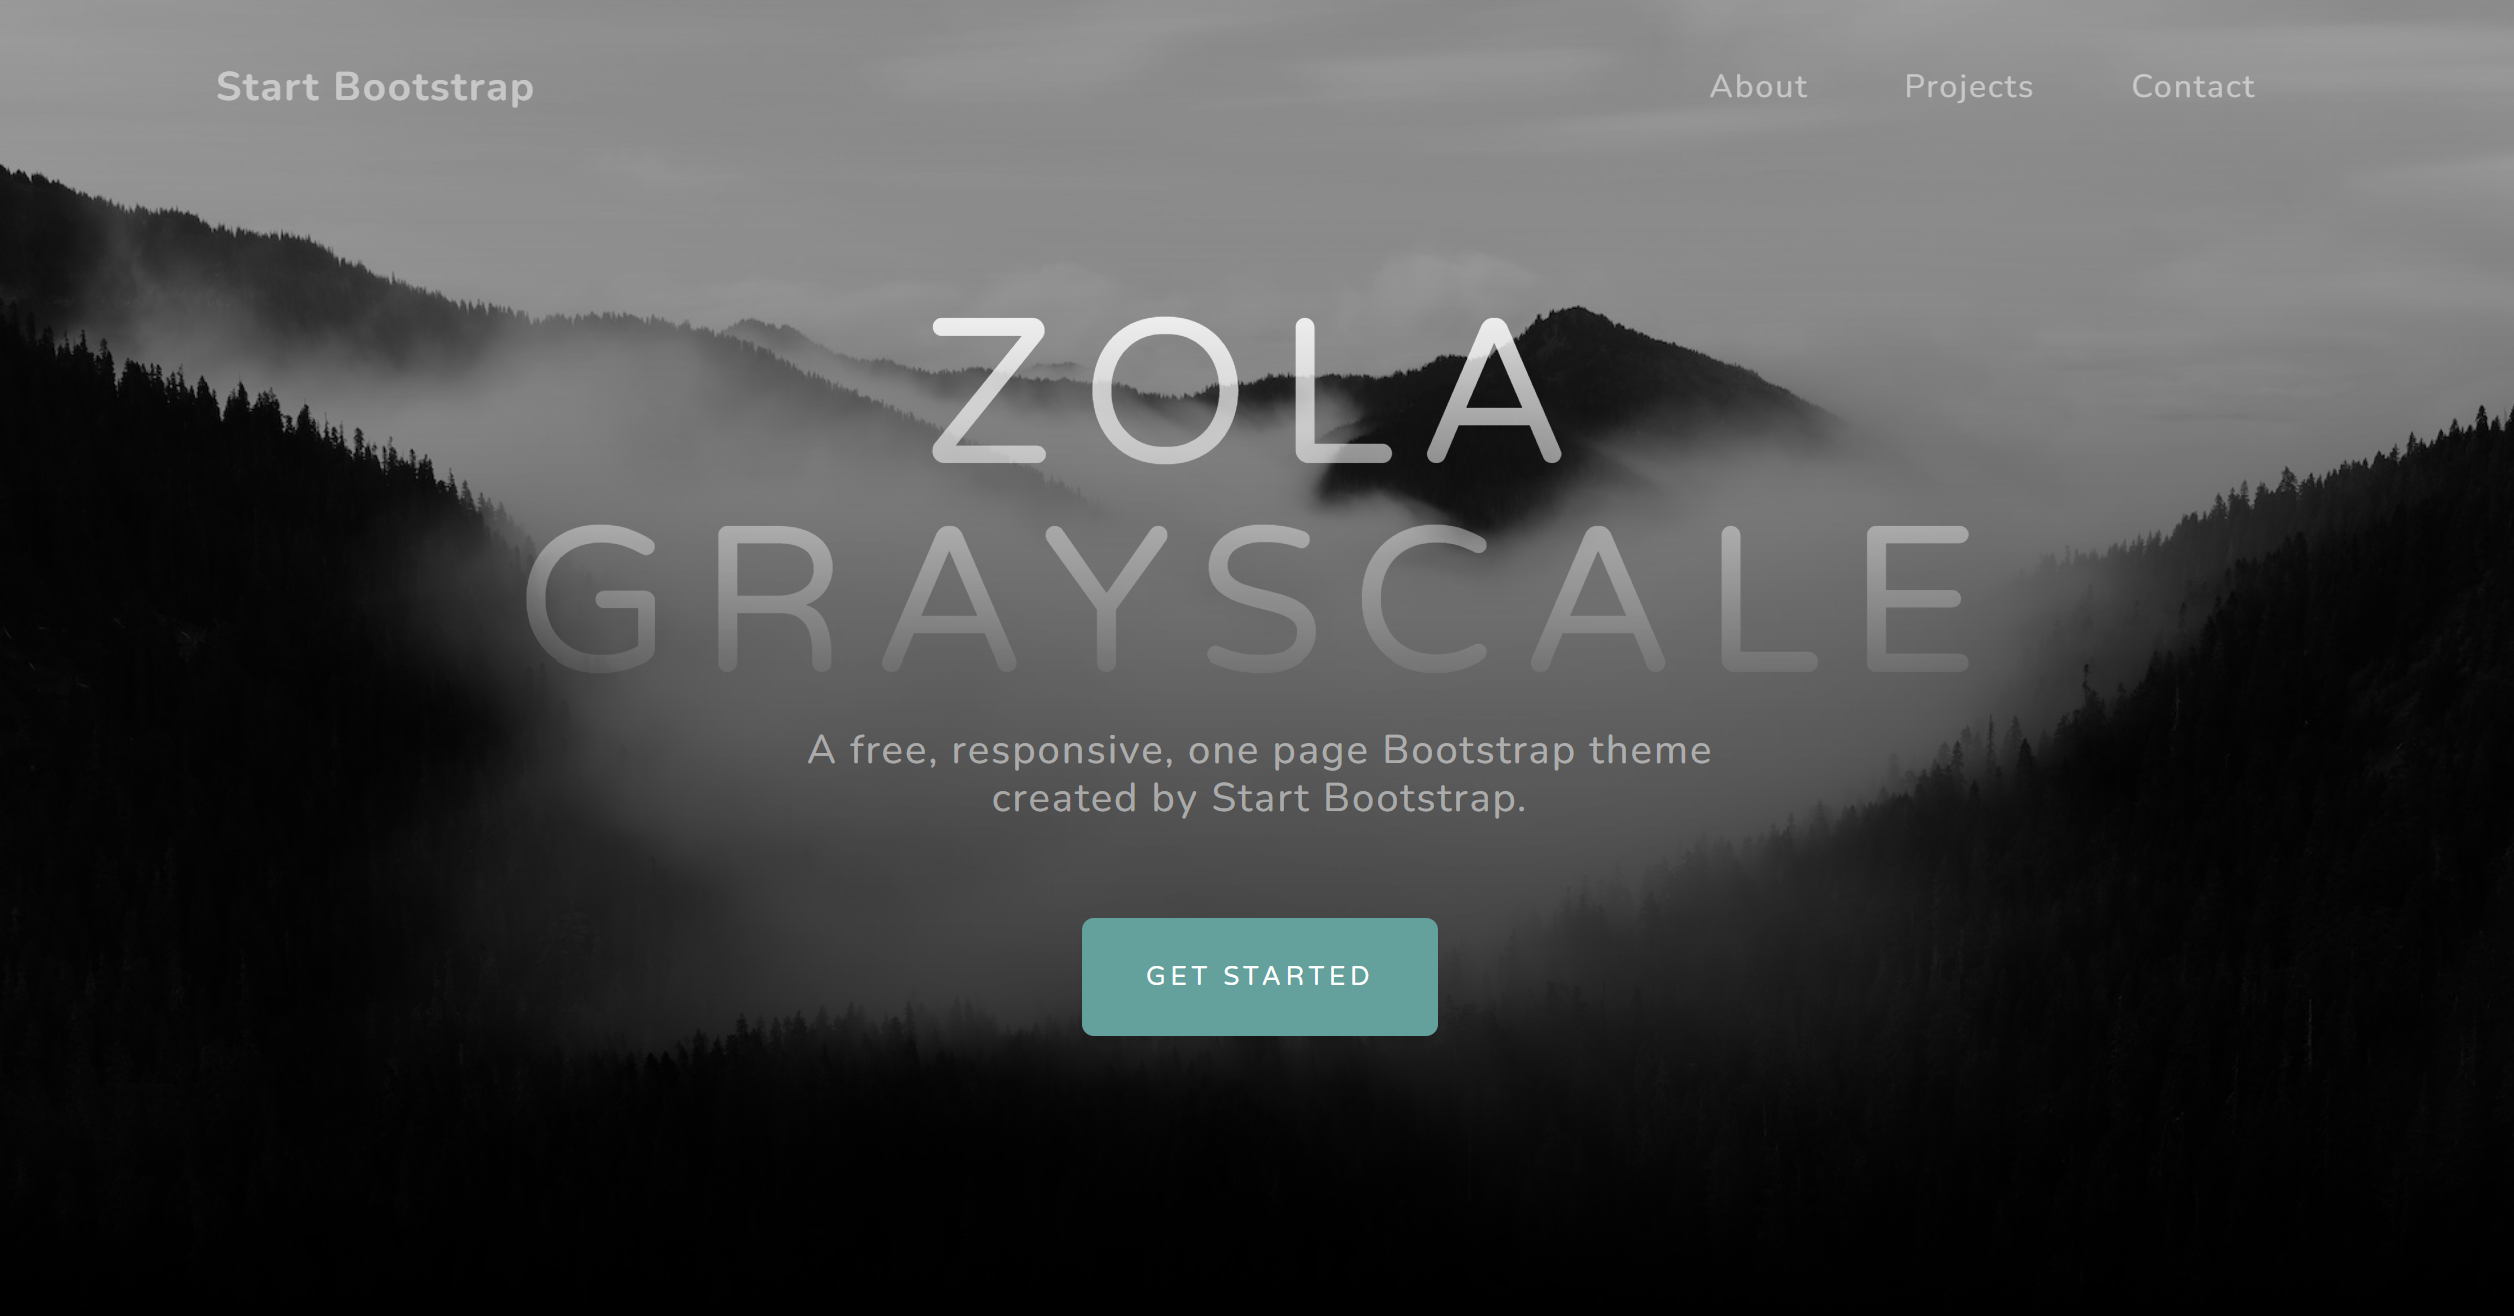 Start Bootstrap
About
Projects
Contact
ZOLA
GRAYSCALE
A free, responsive, one page Bootstrap theme
created by Start Bootstrap.
GET STARTED